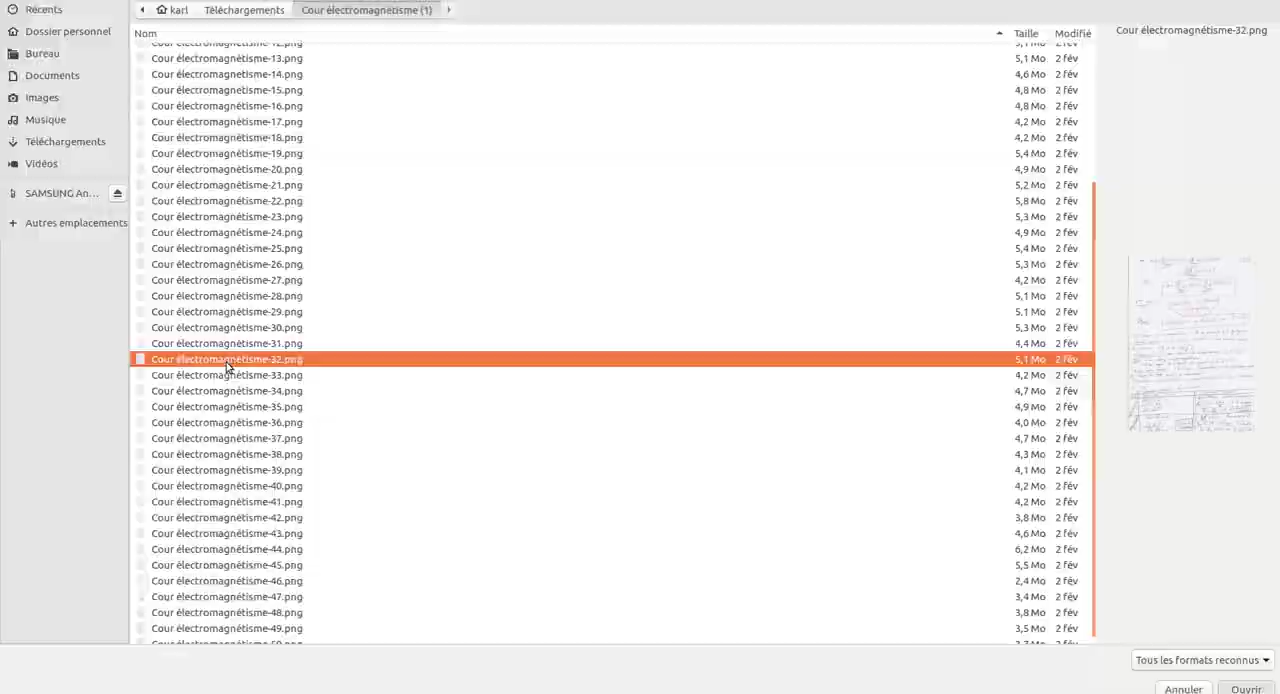 Récents
karl
Téléchargements
Cour électromagnétisme (1)
Dossier personnel
Bureau
Documents
Images
Musique
Téléchargements
Vidéos
SAMSUNG An...
Autres emplacements
Nom
Taille
Modifié
Cour électromagnétisme-32.png
Cour électromagnétisme-12.png 5,1 Mo 2 fév
Cour électromagnétisme-13.png 5,1 Mo 2 fév
Cour électromagnétisme-14.png 4,6 Mo 2 fév
Cour électromagnétisme-15.png 4,8 Mo 2 fév
Cour électromagnétisme-16.png 4,8 Mo 2 fév
Cour électromagnétisme-17.png 4,2 Mo 2 fév
Cour électromagnétisme-18.png 4,2 Mo 2 fév
Cour électromagnétisme-19.png 5,4 Mo 2 fév
Cour électromagnétisme-20.png 4,9 Mo 2 fév
Cour électromagnétisme-21.png 5,2 Mo 2 fév
Cour électromagnétisme-22.png 5,8 Mo 2 fév
Cour électromagnétisme-23.png 5,3 Mo 2 fév
Cour électromagnétisme-24.png 4,9 Mo 2 fév
Cour électromagnétisme-25.png 5,4 Mo 2 fév
Cour électromagnétisme-26.png 5,3 Mo 2 fév
Cour électromagnétisme-27.png 4,2 Mo 2 fév
Cour électromagnétisme-28.png 5,1 Mo 2 fév
Cour électromagnétisme-29.png 5,1 Mo 2 fév
Cour électromagnétisme-30.png 5,3 Mo 2 fév
Cour électromagnétisme-31.png 4,4 Mo 2 fév
Cour électromagnétisme-32.png 5,1 Mo 2 fév
Cour électromagnétisme-33.png 4,2 Mo 2 fév
Cour électromagnétisme-34.png 4,7 Mo 2 fév
Cour électromagnétisme-35.png 4,9 Mo 2 fév
Cour électromagnétisme-36.png 4,0 Mo 2 fév
Cour électromagnétisme-37.png 4,7 Mo 2 fév
Cour électromagnétisme-38.png 4,3 Mo 2 fév
Cour électromagnétisme-39.png 4,1 Mo 2 fév
Cour électromagnétisme-40.png 4,2 Mo 2 fév
Cour électromagnétisme-41.png 4,2 Mo 2 fév
Cour électromagnétisme-42.png 3,8 Mo 2 fév
Cour électromagnétisme-43.png 4,6 Mo 2 fév
Cour électromagnétisme-44.png 6,2 Mo 2 fév
Cour électromagnétisme-45.png 5,5 Mo 2 fév
Cour électromagnétisme-46.png 2,4 Mo 2 fév
Cour électromagnétisme-47.png 3,4 Mo 2 fév
Cour électromagnétisme-48.png 3,8 Mo 2 fév
Cour électromagnétisme-49.png 3,5 Mo 2 fév
Tous les formats reconnus
Annuler
Ouvrir